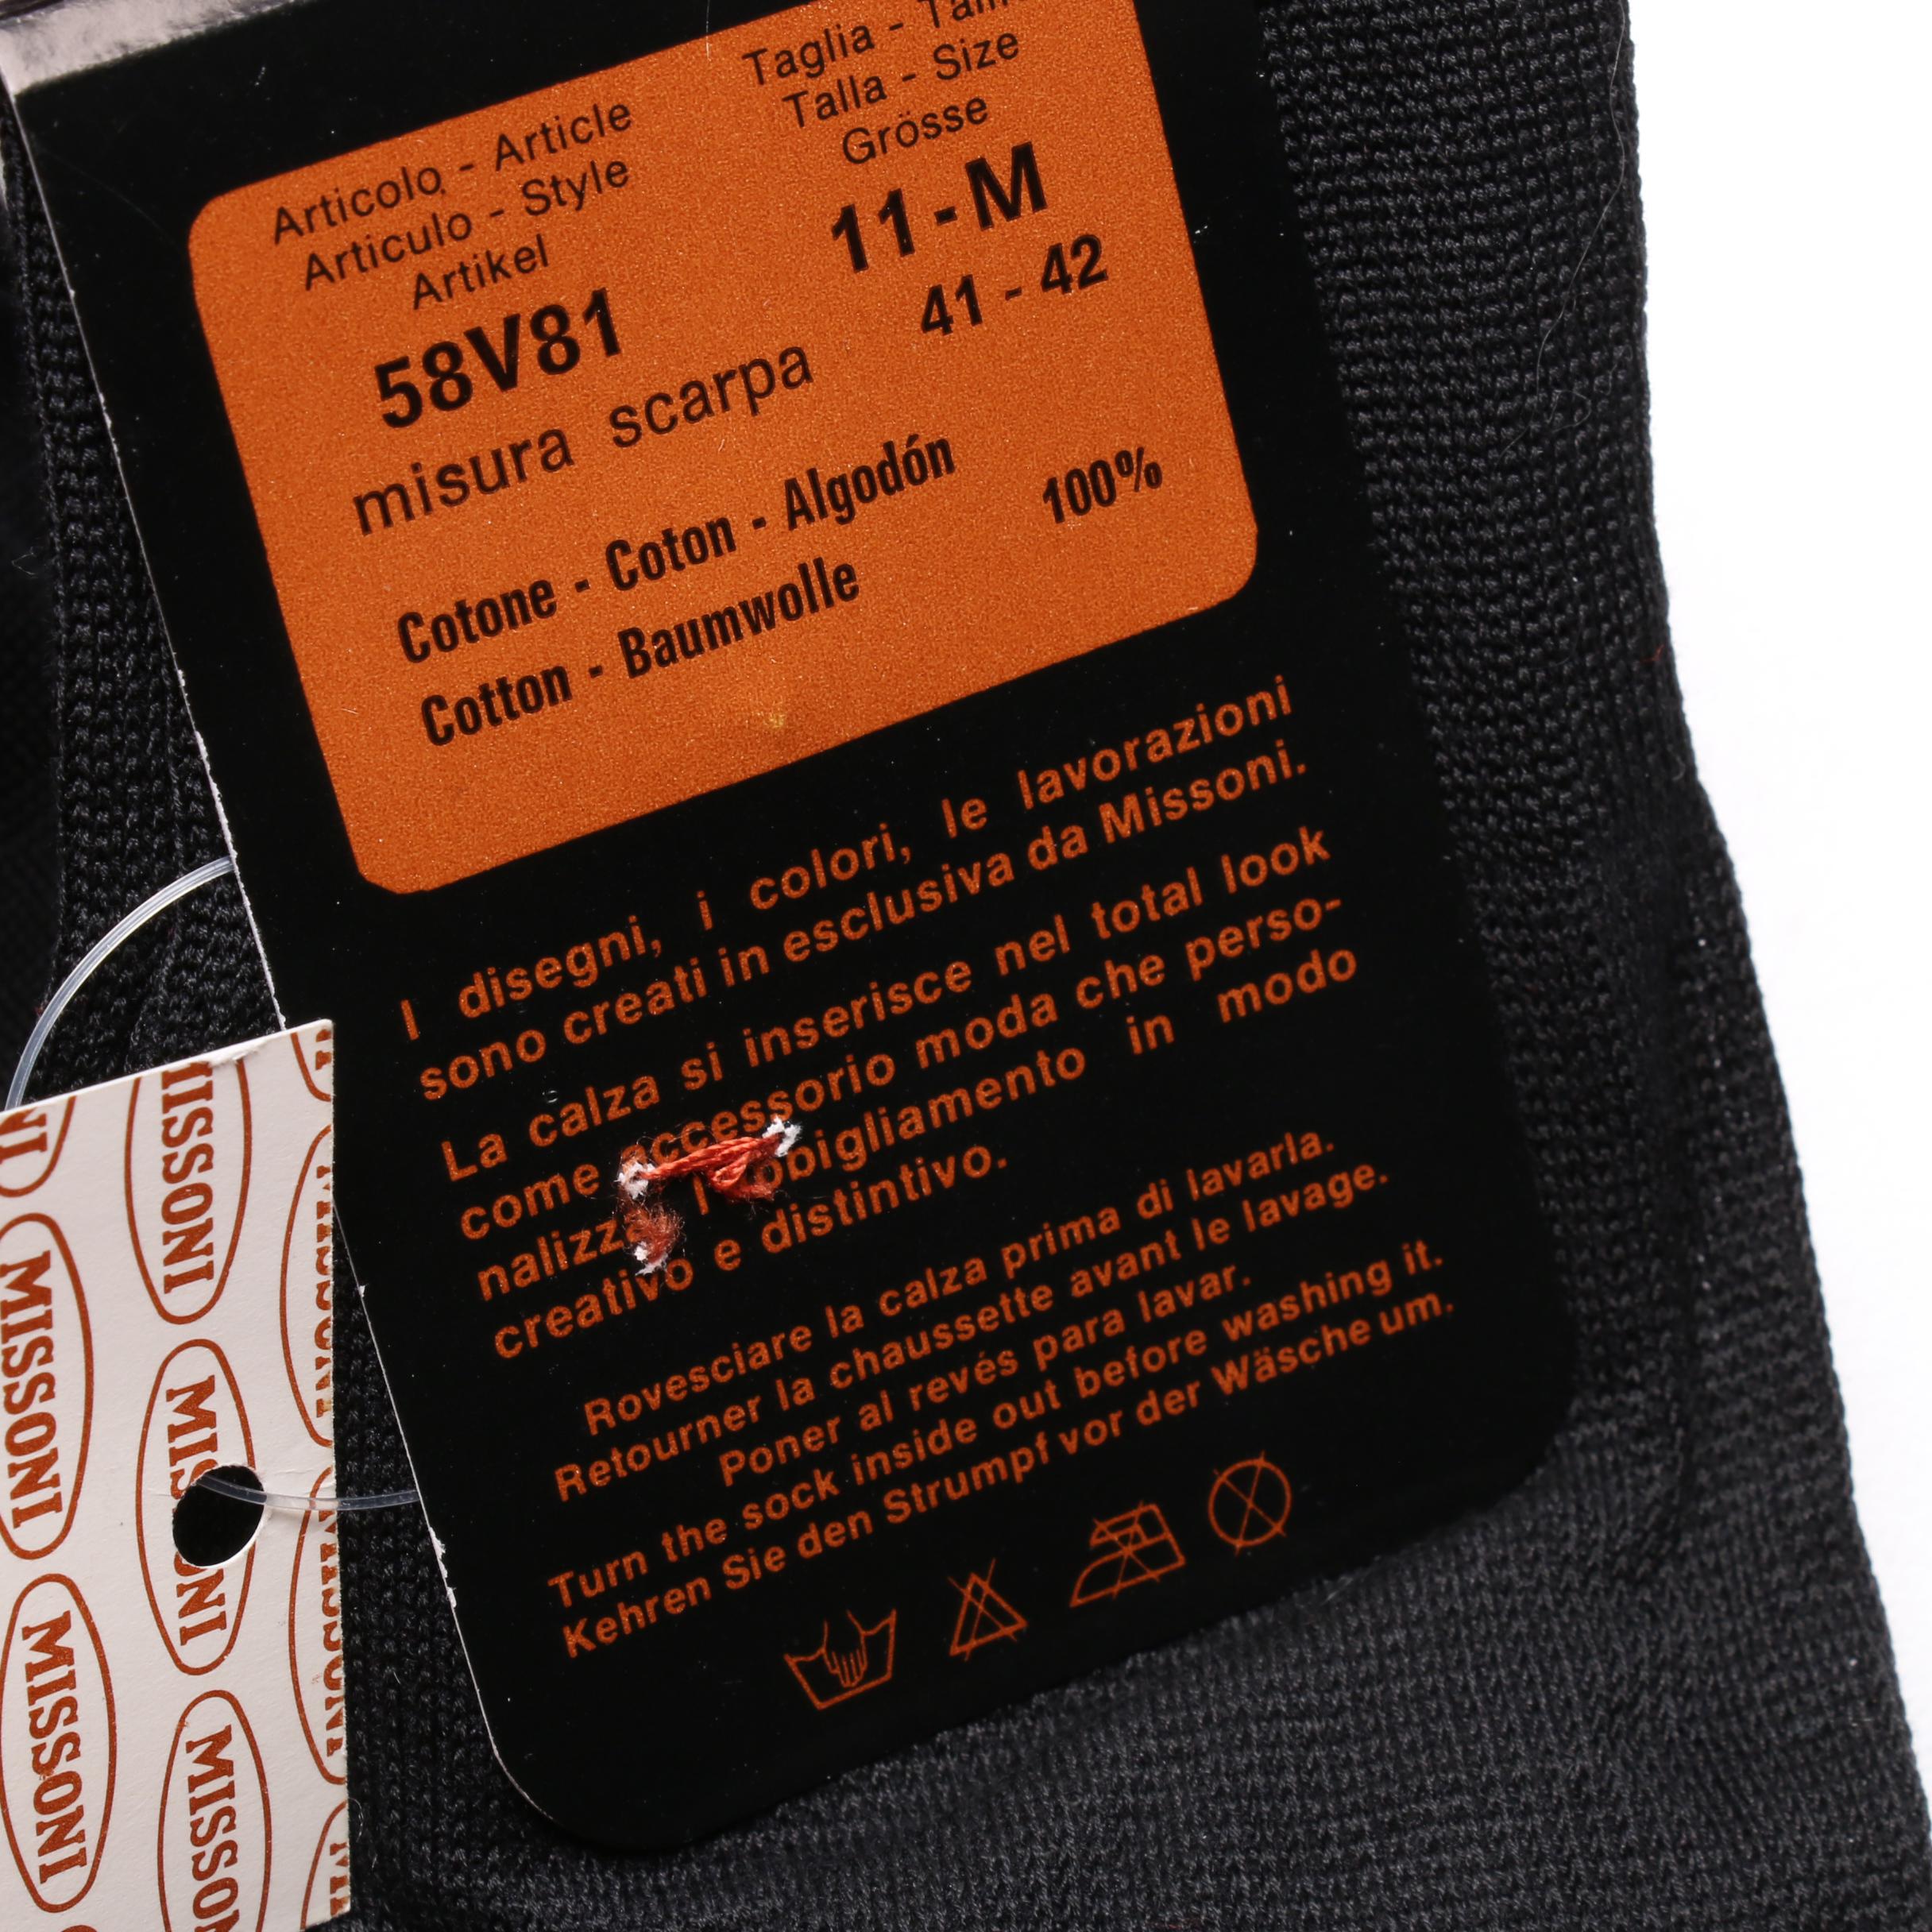 Articolo - Article
Articulo - Style
Artikel
58V81
Taglia -
Talla - Size
Grösse
11 - M
misura scarpa 41 - 42
Cotone - Coton - Algodón 100%
Cotton - Baumwolle
I disegni, i colori, le lavorazioni
sono creati in esclusiva da Missoni.
La calza si inserisce nel total look
come accessorio moda che perso-
nalizza l'abbigliamento in modo
creativo e distintivo.
Rovesciare la calza prima di lavarla.
Retourner la chaussette avant le lavage.
Poner al revés para lavar.
Turn the sock inside out before washing it.
Kehren Sie den Strumpf vor der Wäsche um.
MISSONI
MISSONI
MISSONI
MISSONI
MISSONI
MISSONI
MISSONI